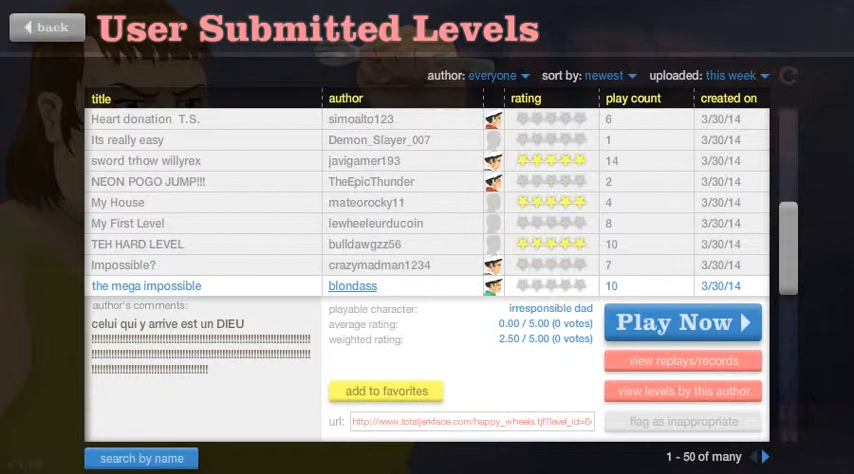 back User Submitted Levels
author: everyone sort by: newest uploaded: this week
title author rating play count created on
Heart donation T.S. simoalto123 6 3/30/14
Its really easy Demon_Slayer_007 1 3/30/14
sword trhow willyrex javigamer193 14 3/30/14
NEON POGO JUMP!!! TheEpicThunder 2 3/30/14
My House mateorocky11 4 3/30/14
My First Level lewheeleurducoin 8 3/30/14
TEH HARD LEVEL bulldawgzz56 10 3/30/14
Impossible? crazymadman1234 7 3/30/14
the mega impossible blondass 10 3/30/14
author's comments:
celui qui y arrive est un DIEU
playable character: irresponsible dad
average rating: 0.00 / 5.00 (0 votes)
weighted rating: 2.50 / 5.00 (0 votes)
Play Now
view replays/records
add to favorites
view levels by this author
url: http://www.totaljerkface.com/happy_wheels.tjf?level_id=
flag as inappropriate
search by name
1 - 50 of many